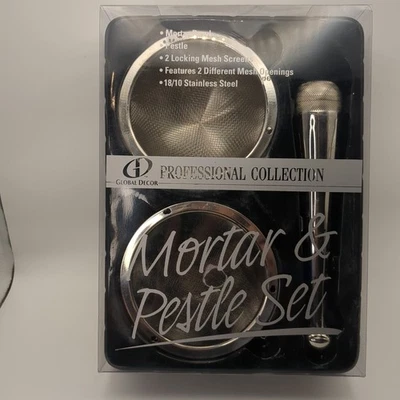 • Pestle
• 2 Locking Mesh Screens
• Features 2 Different Mesh Openings
• 18/10 Stainless Steel
GD PROFESSIONAL COLLECTION
GLOBAL DECOR
Mortar &
Pestle Set